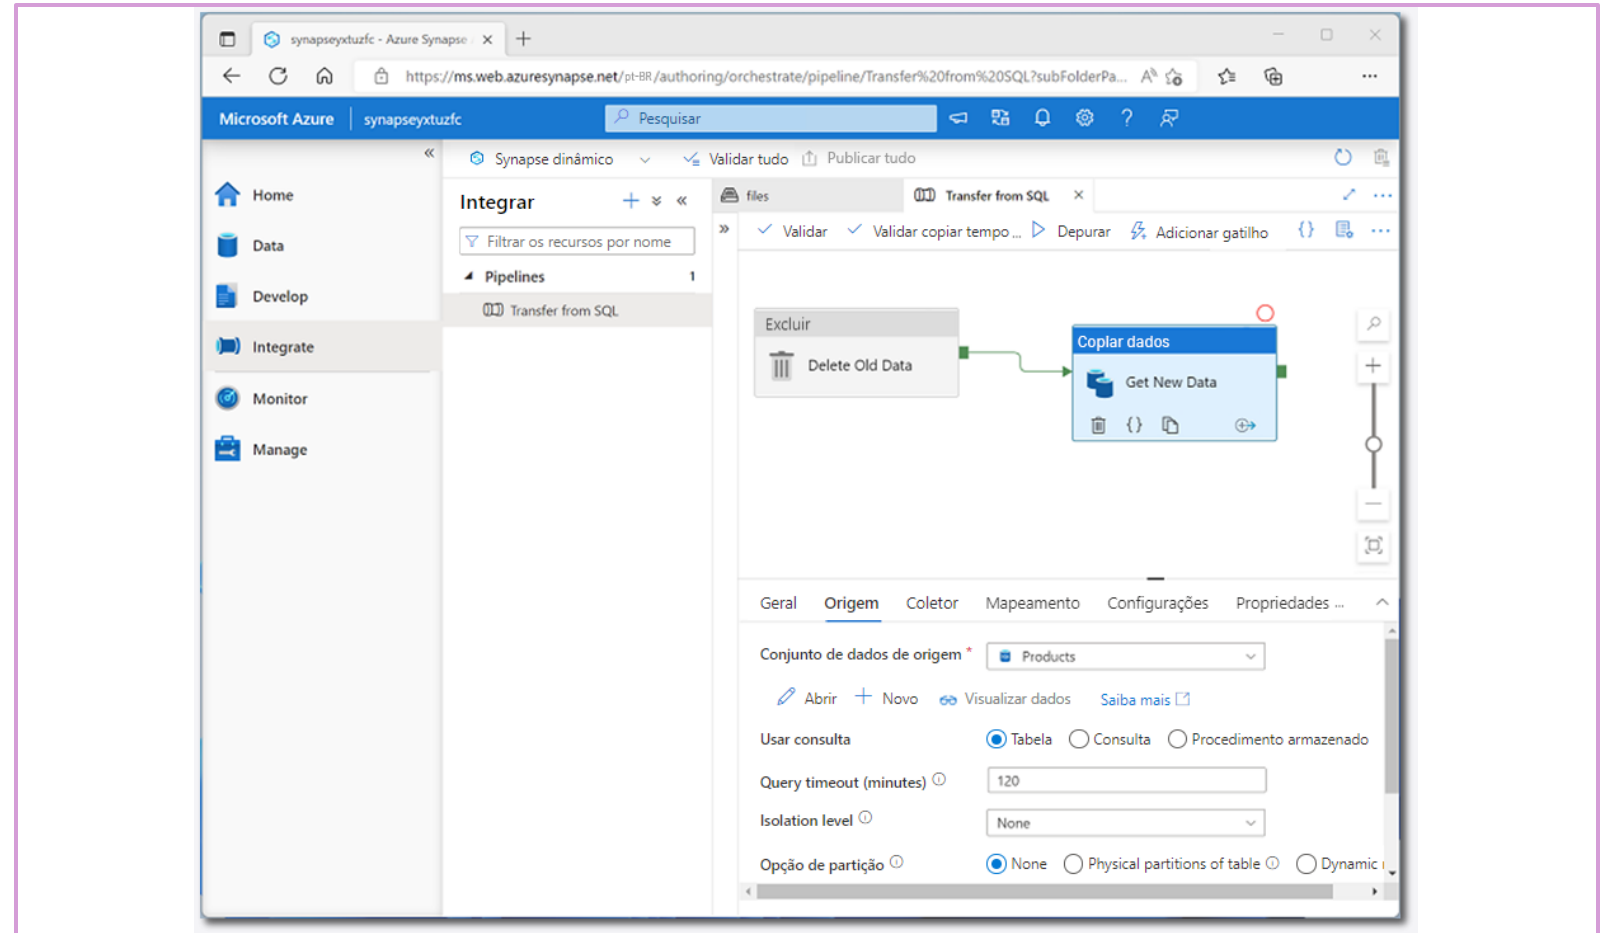 synapseyxtuzfc - Azure Synapse
https://ms.web.azuresynapse.net/pt-BR/authoring/orchestrate/pipeline/Transfer%20from%20SQL?subFolderPa...
Microsoft Azure synapseyxtuzfc Pesquisar
Synapse dinâmico Validar tudo Publicar tudo
Home
Data
Develop
Integrate
Monitor
Manage
Integrar
Filtrar os recursos por nome
Pipelines 1
Transfer from SQL
files Transfer from SQL
Validar Validar copiar tempo ... Depurar Adicionar gatilho
Excluir
Delete Old Data
Coplar dados
Get New Data
Geral Origem Coletor Mapeamento Configurações Propriedades ...
Conjunto de dados de origem * Products
Abrir Novo Visualizar dados Saiba mais
Usar consulta Tabela Consulta Procedimento armazenado
Query timeout (minutes) 120
Isolation level None
Opção de partição None Physical partitions of table Dynamic